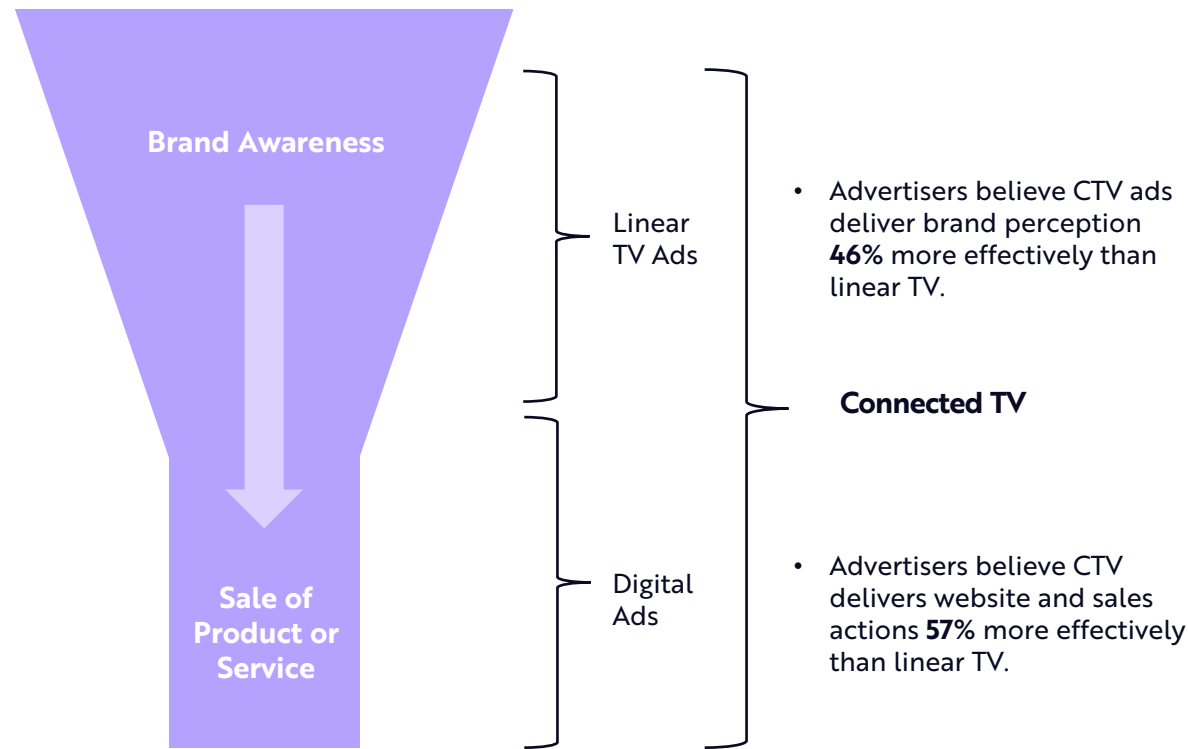 Brand Awareness
Sale of
Product or
Service
Linear
TV Ads
Digital
Ads
• Advertisers believe CTV ads
deliver brand perception
46% more effectively than
linear TV.
Connected TV
• Advertisers believe CTV
delivers website and sales
actions 57% more effectively
than linear TV.